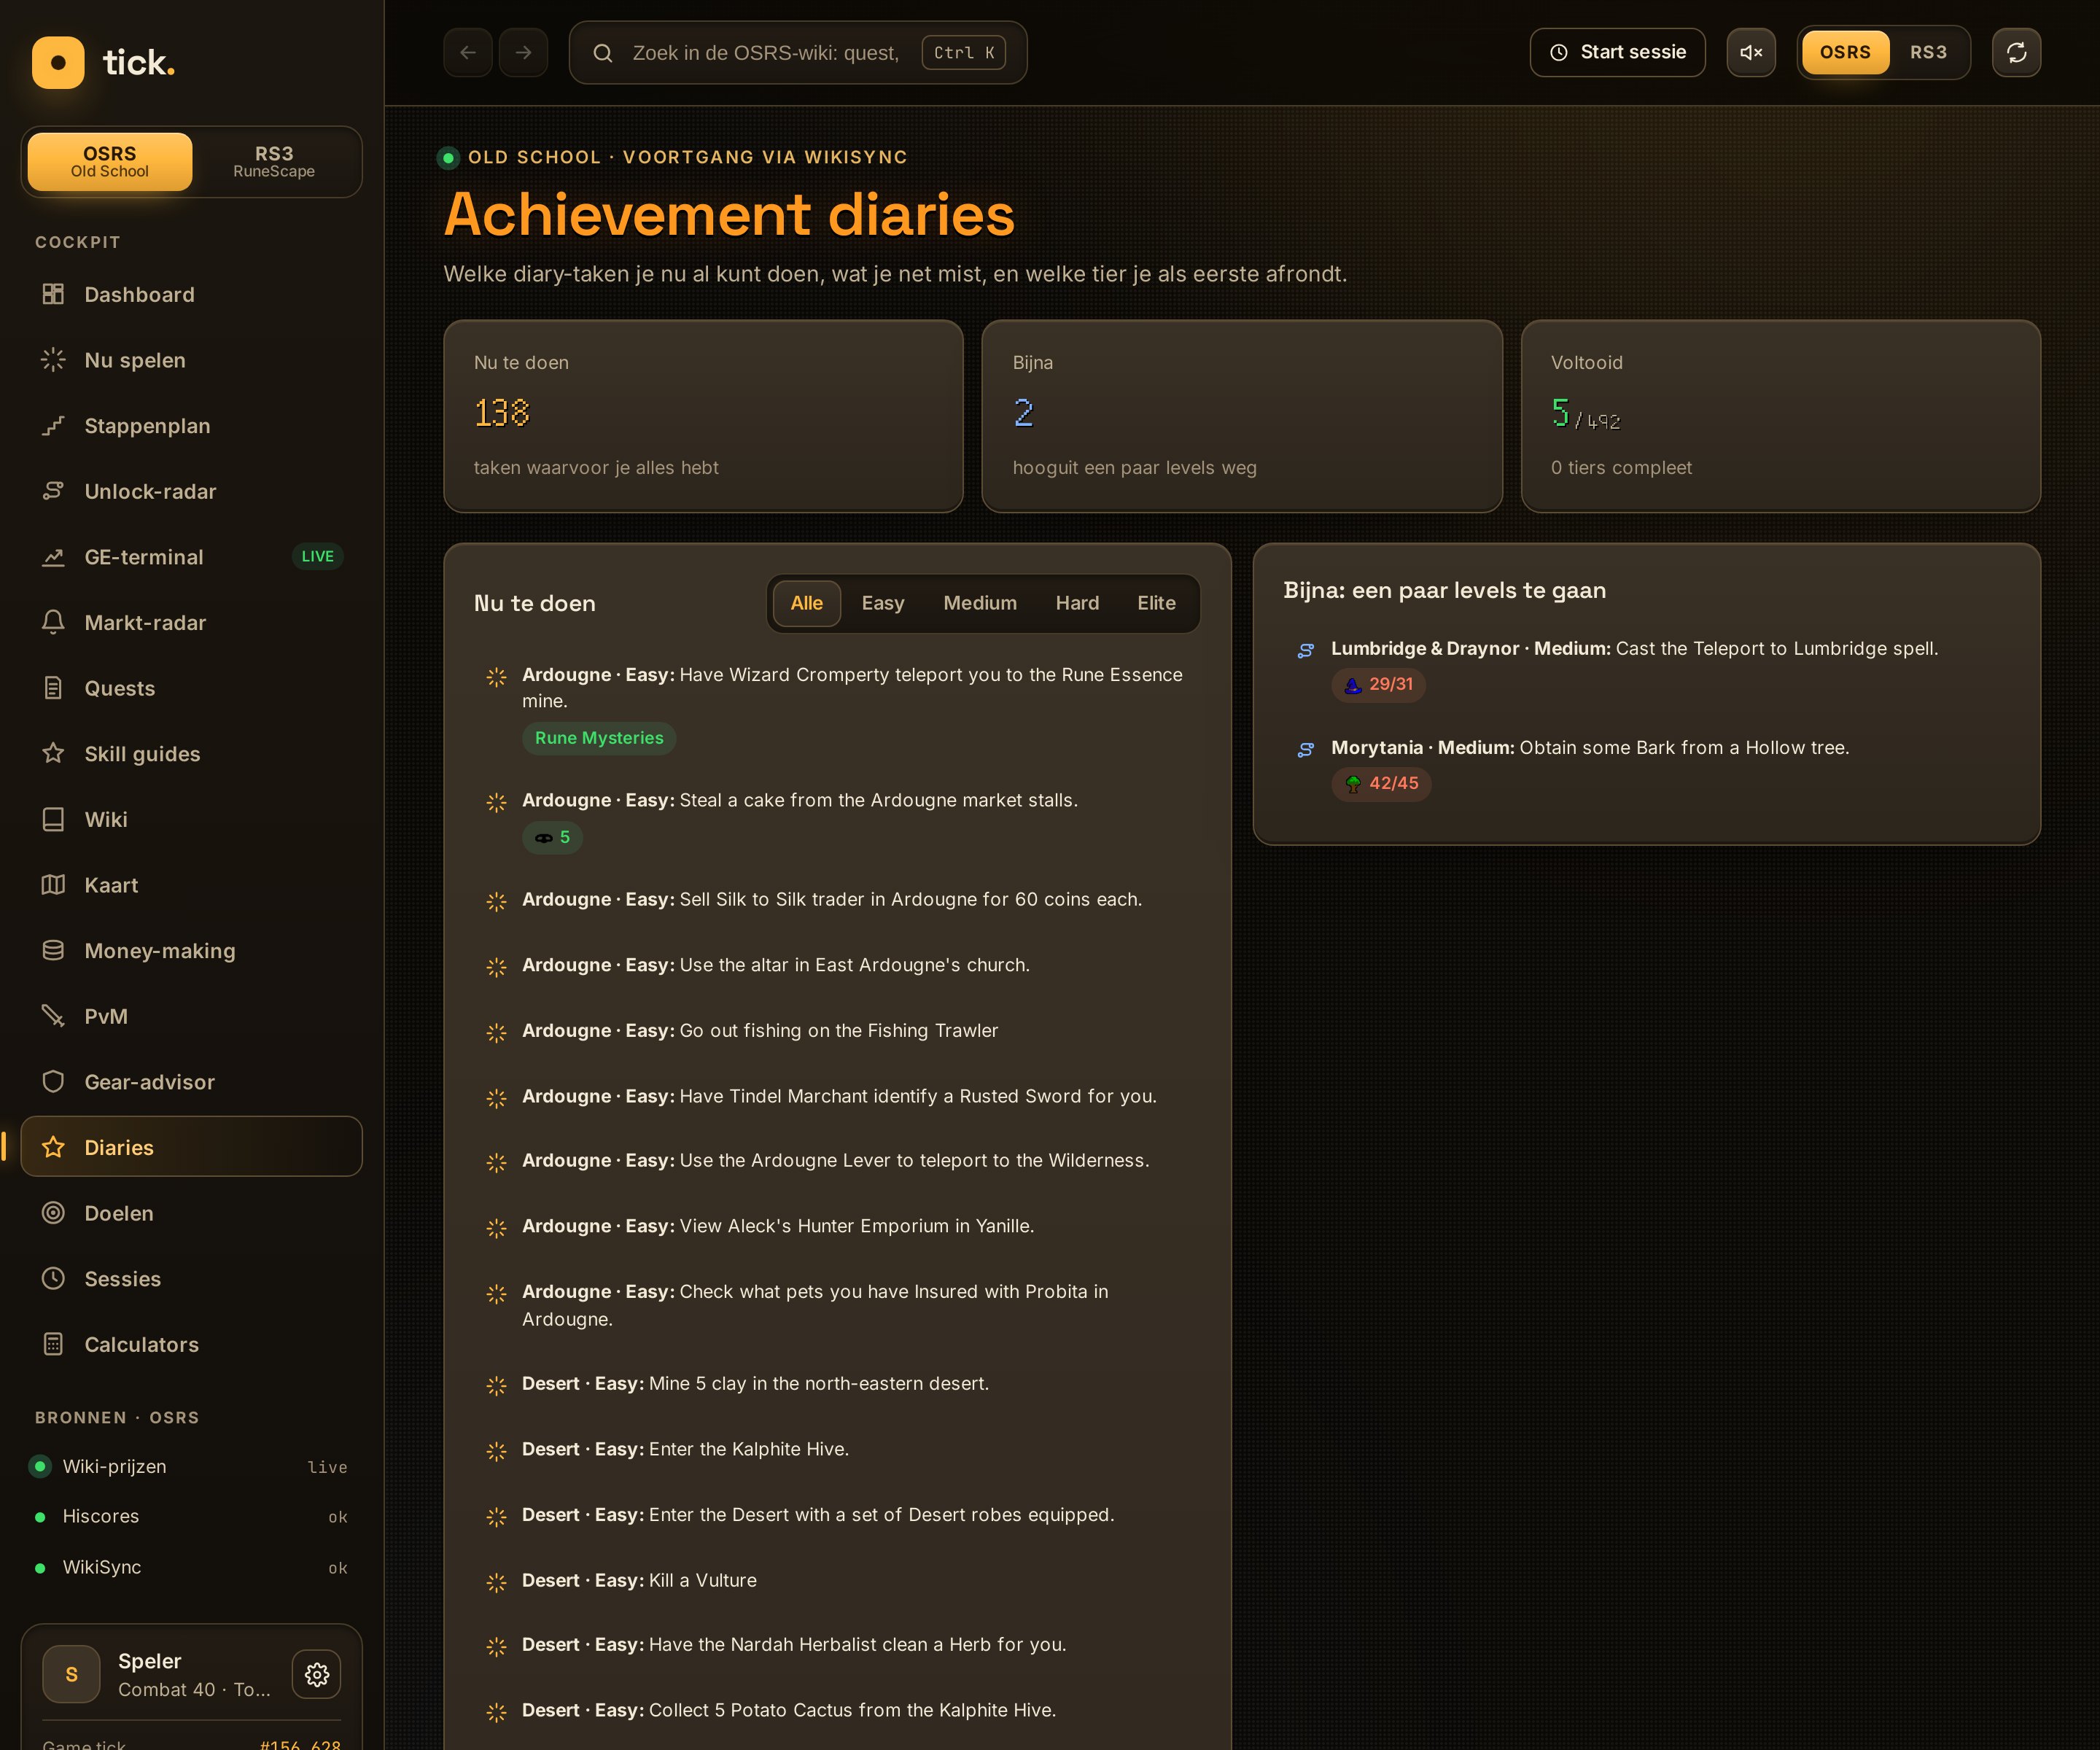 tick.
OSRS
Old School
RS3
RuneScape
COCKPIT
Dashboard
Nu spelen
Stappenplan
Unlock-radar
GE-terminal LIVE
Markt-radar
Quests
Skill guides
Wiki
Kaart
Money-making
PvM
Gear-advisor
Diaries
Doelen
Sessies
Calculators
BRONNEN · OSRS
Wiki-prijzen live
Hiscores ok
WikiSync ok
S
Speler
Combat 40 · To...
Game tick #156.628
Zoek in de OSRS-wiki: quest, Ctrl K
Start sessie
OSRS RS3
OLD SCHOOL · VOORTGANG VIA WIKISYNC
Achievement diaries
Welke diary-taken je nu al kunt doen, wat je net mist, en welke tier je als eerste afrondt.
Nu te doen
138
taken waarvoor je alles hebt
Bijna
2
hooguit een paar levels weg
Voltooid
5 / 492
0 tiers compleet
Nu te doen
Alle Easy Medium Hard Elite
Ardougne · Easy: Have Wizard Cromperty teleport you to the Rune Essence
mine.
Rune Mysteries
Ardougne · Easy: Steal a cake from the Ardougne market stalls.
5
Ardougne · Easy: Sell Silk to Silk trader in Ardougne for 60 coins each.
Ardougne · Easy: Use the altar in East Ardougne's church.
Ardougne · Easy: Go out fishing on the Fishing Trawler
Ardougne · Easy: Have Tindel Marchant identify a Rusted Sword for you.
Ardougne · Easy: Use the Ardougne Lever to teleport to the Wilderness.
Ardougne · Easy: View Aleck's Hunter Emporium in Yanille.
Ardougne · Easy: Check what pets you have Insured with Probita in
Ardougne.
Desert · Easy: Mine 5 clay in the north-eastern desert.
Desert · Easy: Enter the Kalphite Hive.
Desert · Easy: Enter the Desert with a set of Desert robes equipped.
Desert · Easy: Kill a Vulture
Desert · Easy: Have the Nardah Herbalist clean a Herb for you.
Desert · Easy: Collect 5 Potato Cactus from the Kalphite Hive.
Bijna: een paar levels te gaan
Lumbridge & Draynor · Medium: Cast the Teleport to Lumbridge spell.
29/31
Morytania · Medium: Obtain some Bark from a Hollow tree.
42/45